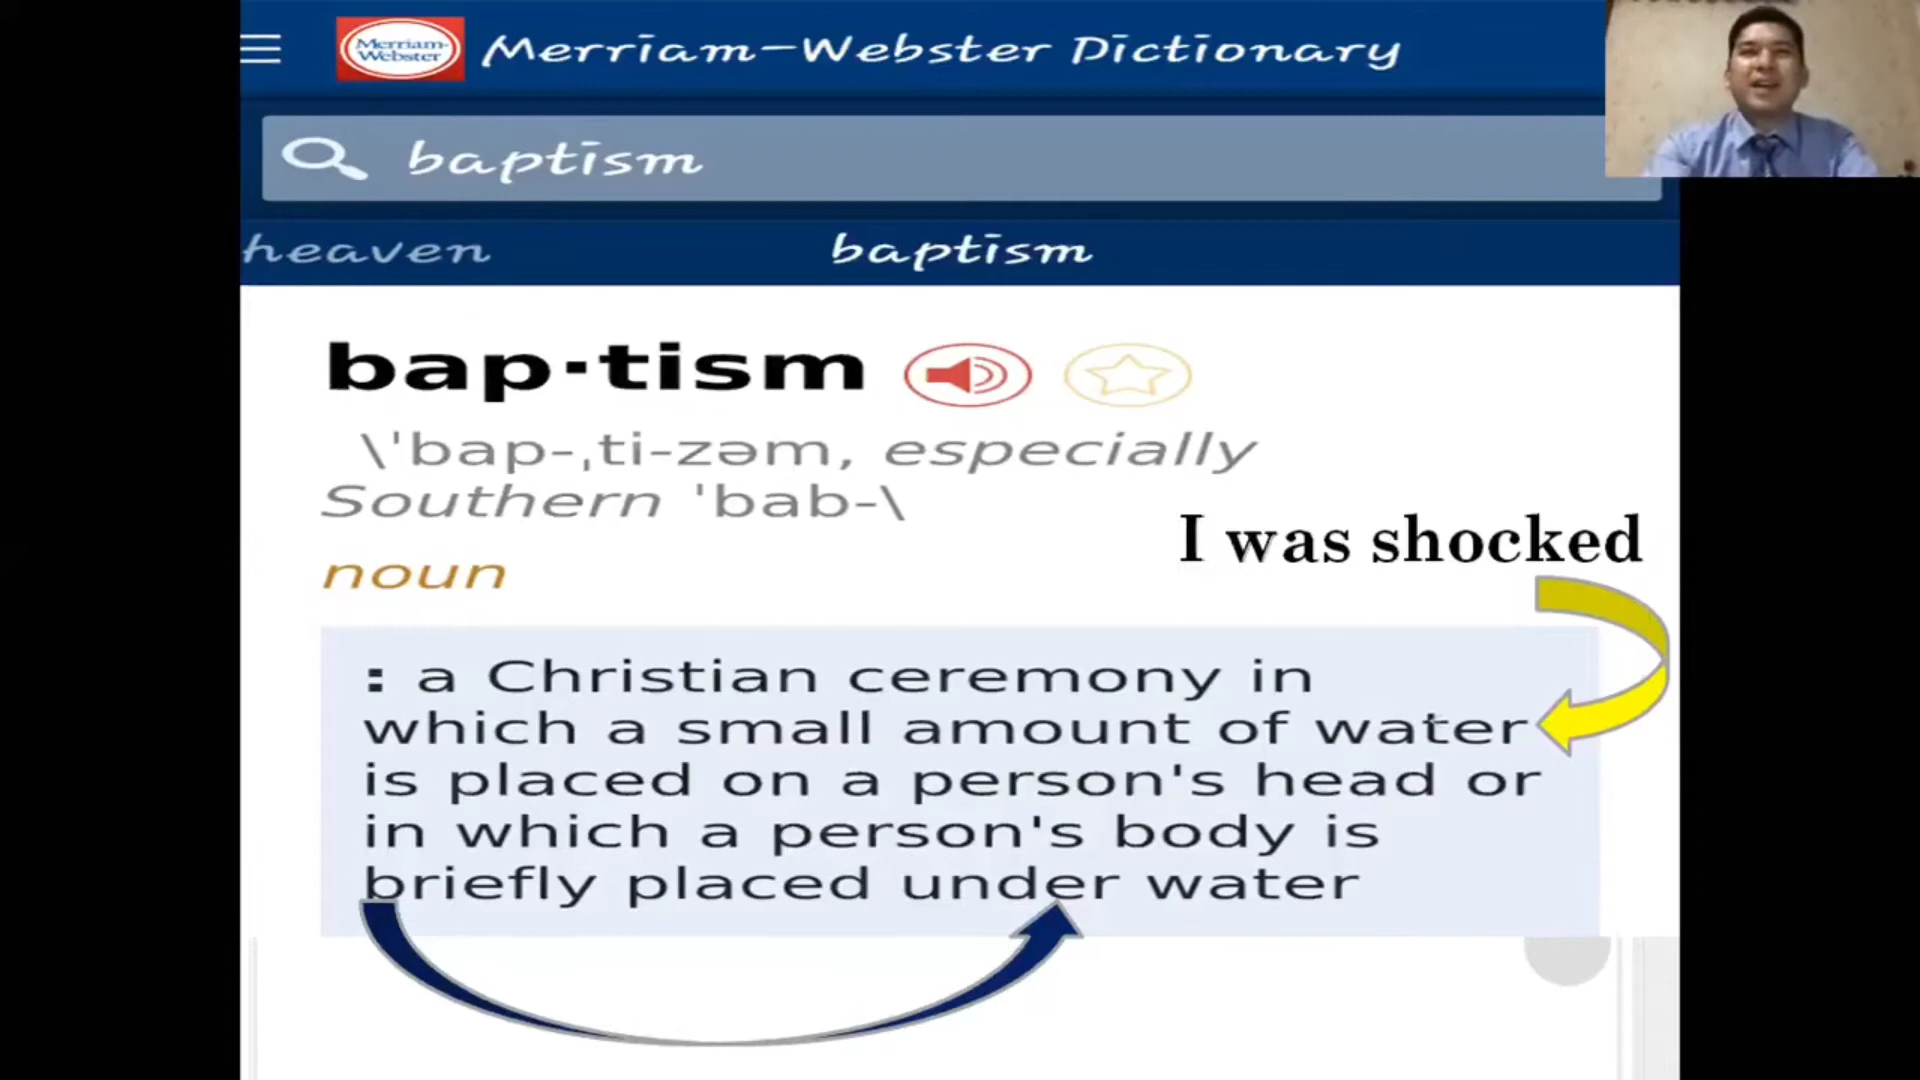 Merriam-
Webster
Merriam-Webster Dictionary
baptism
heaven
baptism
bap·tism
\ˈbap-ˌti-zəm, especially
Southern ˈbab-\
noun
I was shocked
: a Christian ceremony in
which a small amount of water
is placed on a person's head or
in which a person's body is
briefly placed under water